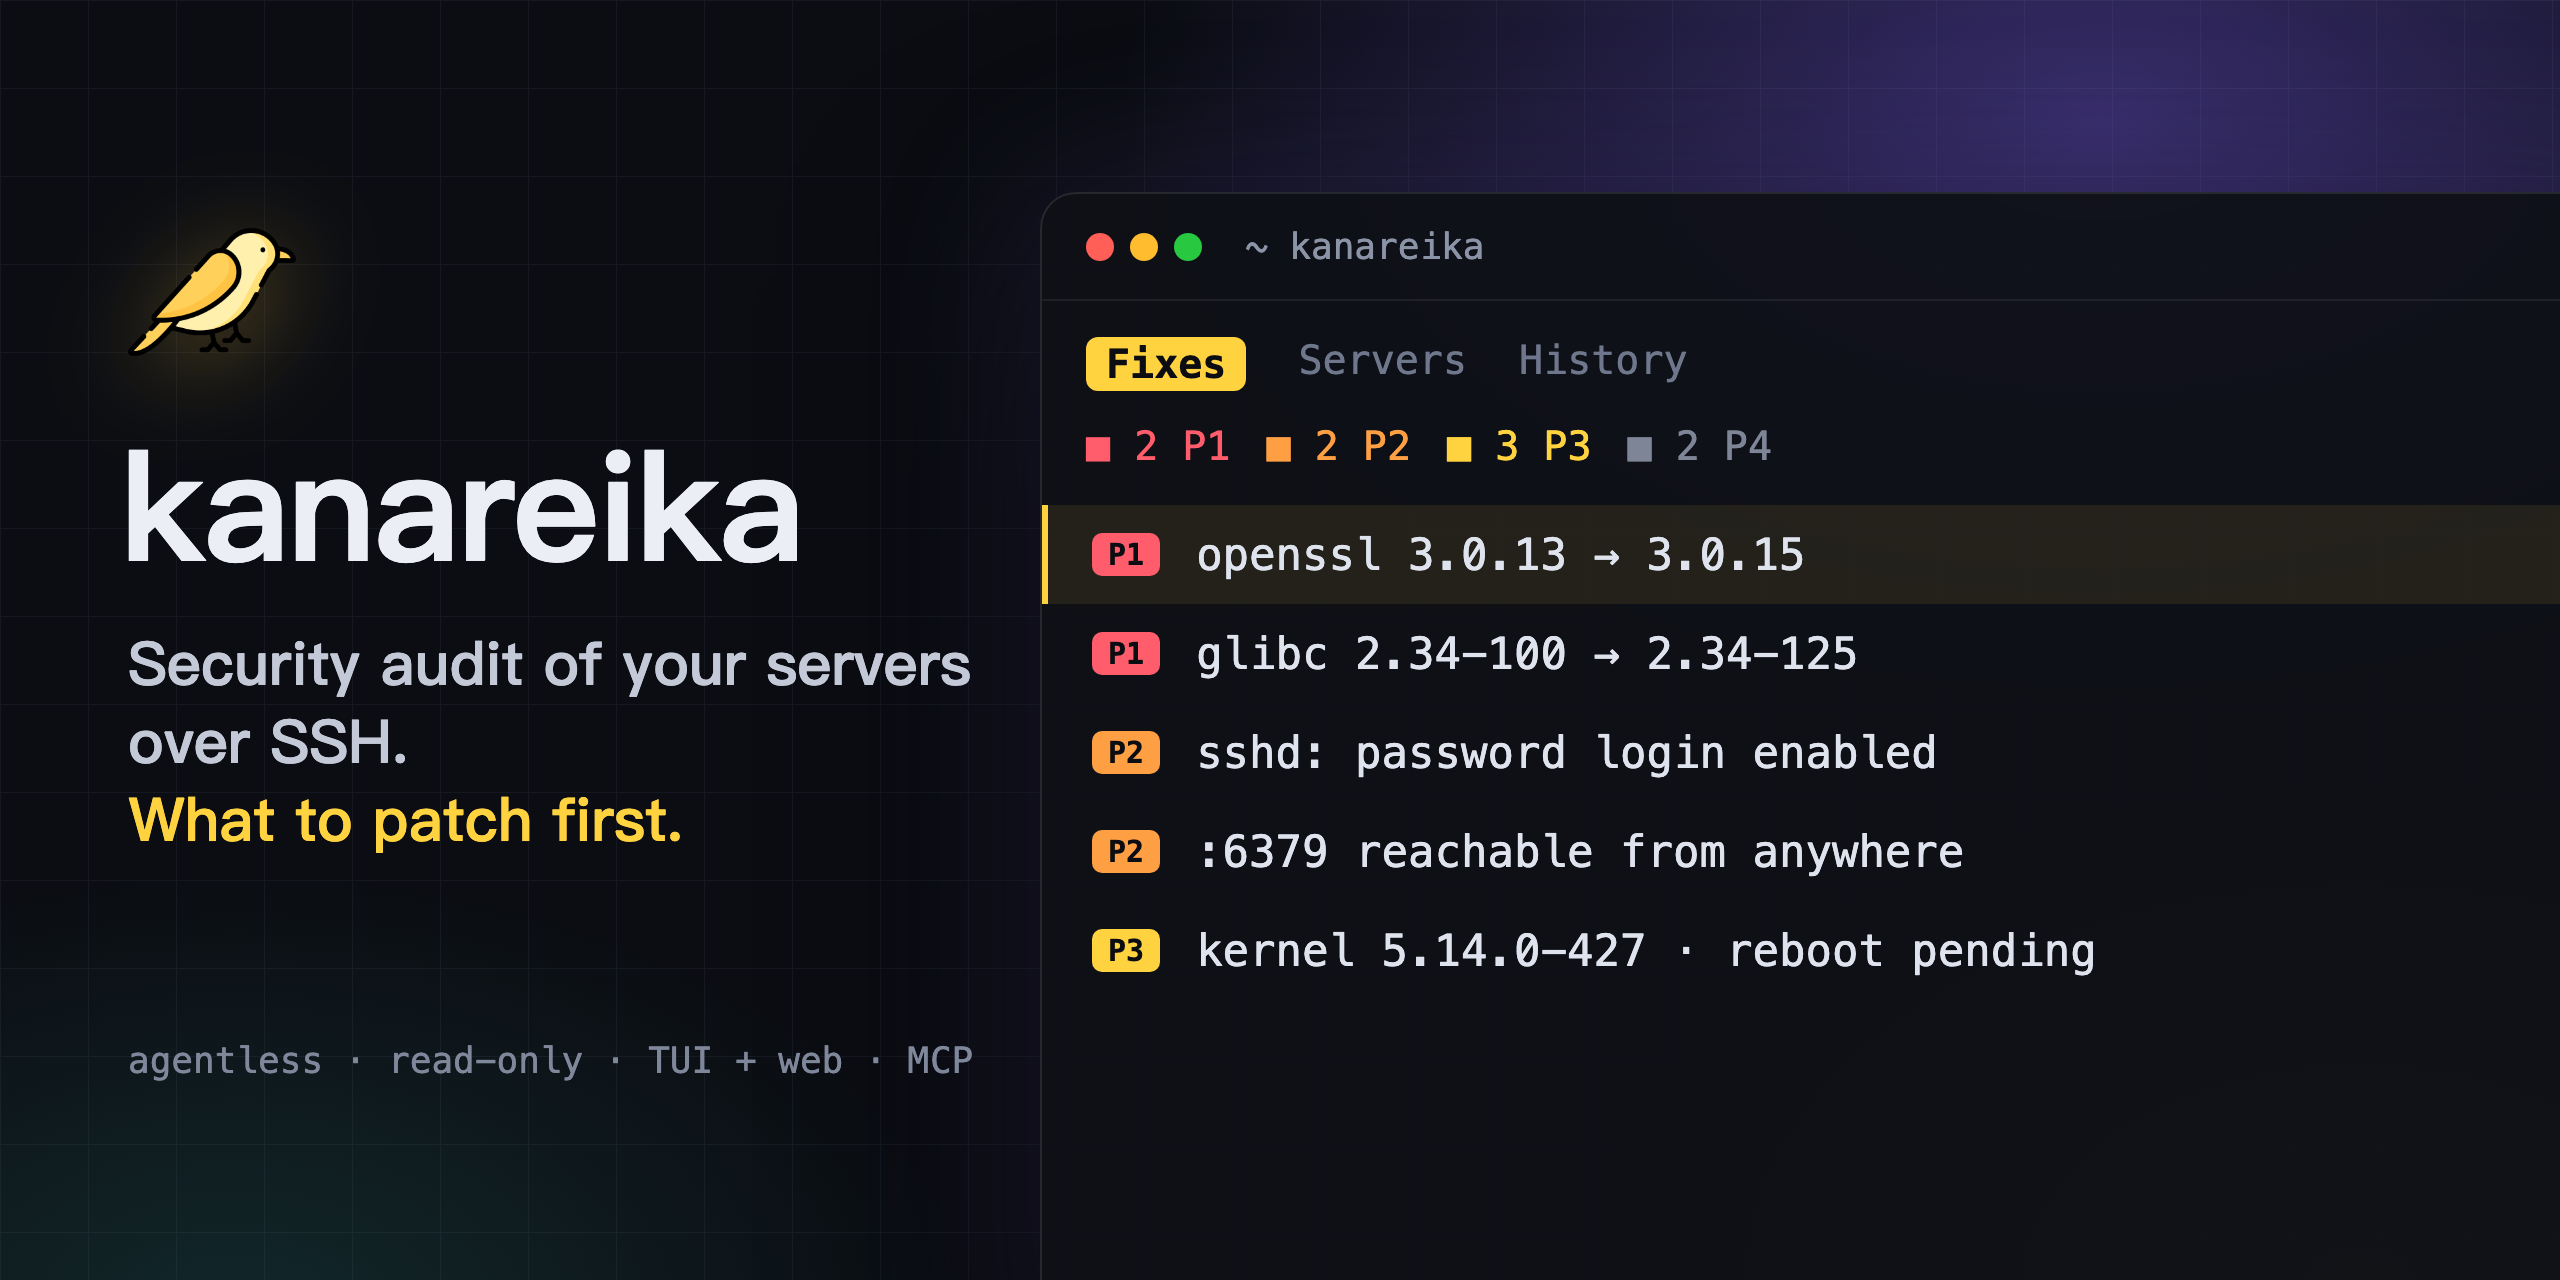 kanareika
Security audit of your servers
over SSH.
What to patch first.
agentless · read-only · TUI + web · MCP
~ kanareika
Fixes Servers History
■ 2 P1 ■ 2 P2 ■ 3 P3 ■ 2 P4
P1 openssl 3.0.13 → 3.0.15
P1 glibc 2.34-100 → 2.34-125
P2 sshd: password login enabled
P2 :6379 reachable from anywhere
P3 kernel 5.14.0-427 · reboot pending